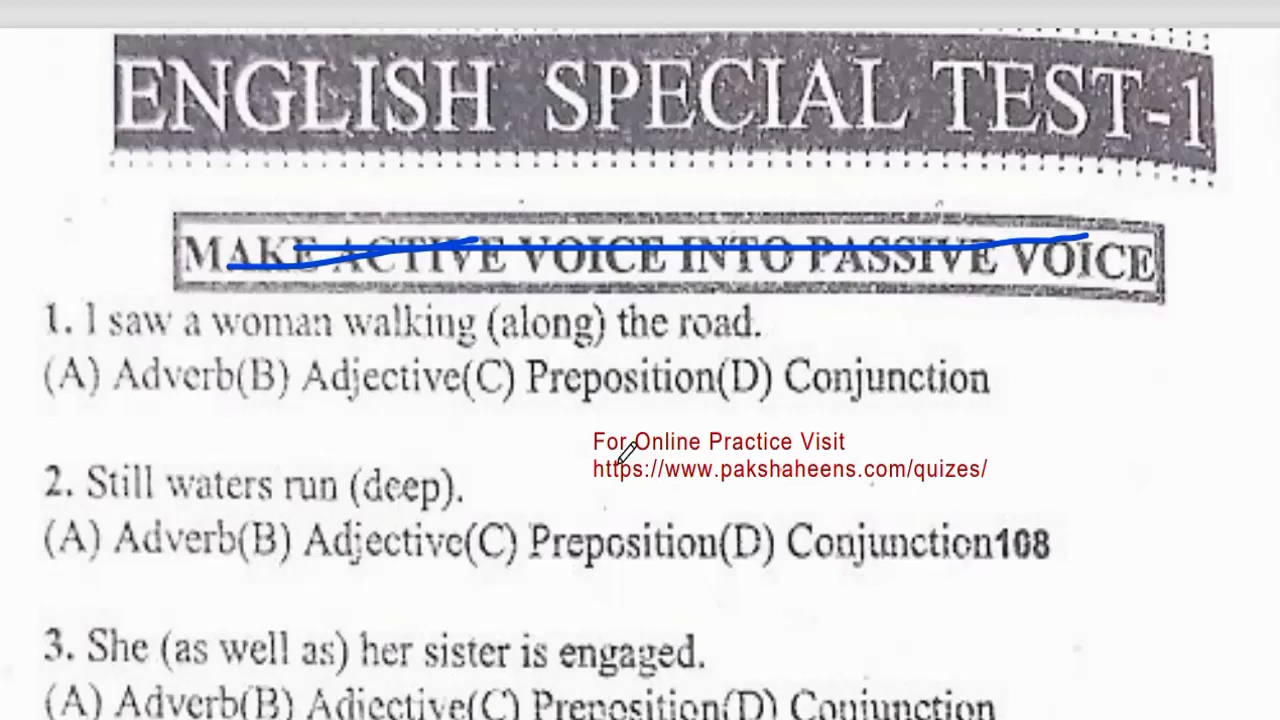 ENGLISH SPECIAL TEST-1
MAKE ACTIVE VOICE INTO PASSIVE VOICE
1. I saw a woman walking (along) the road.
(A) Adverb(B) Adjective(C) Preposition(D) Conjunction
For Online Practice Visit
https://www.pakshaheens.com/quizes/
2. Still waters run (deep).
(A) Adverb(B) Adjective(C) Preposition(D) Conjunction108
3. She (as well as) her sister is engaged.
(A) Adverb(B) Adjective(C) Preposition(D) Conjunction